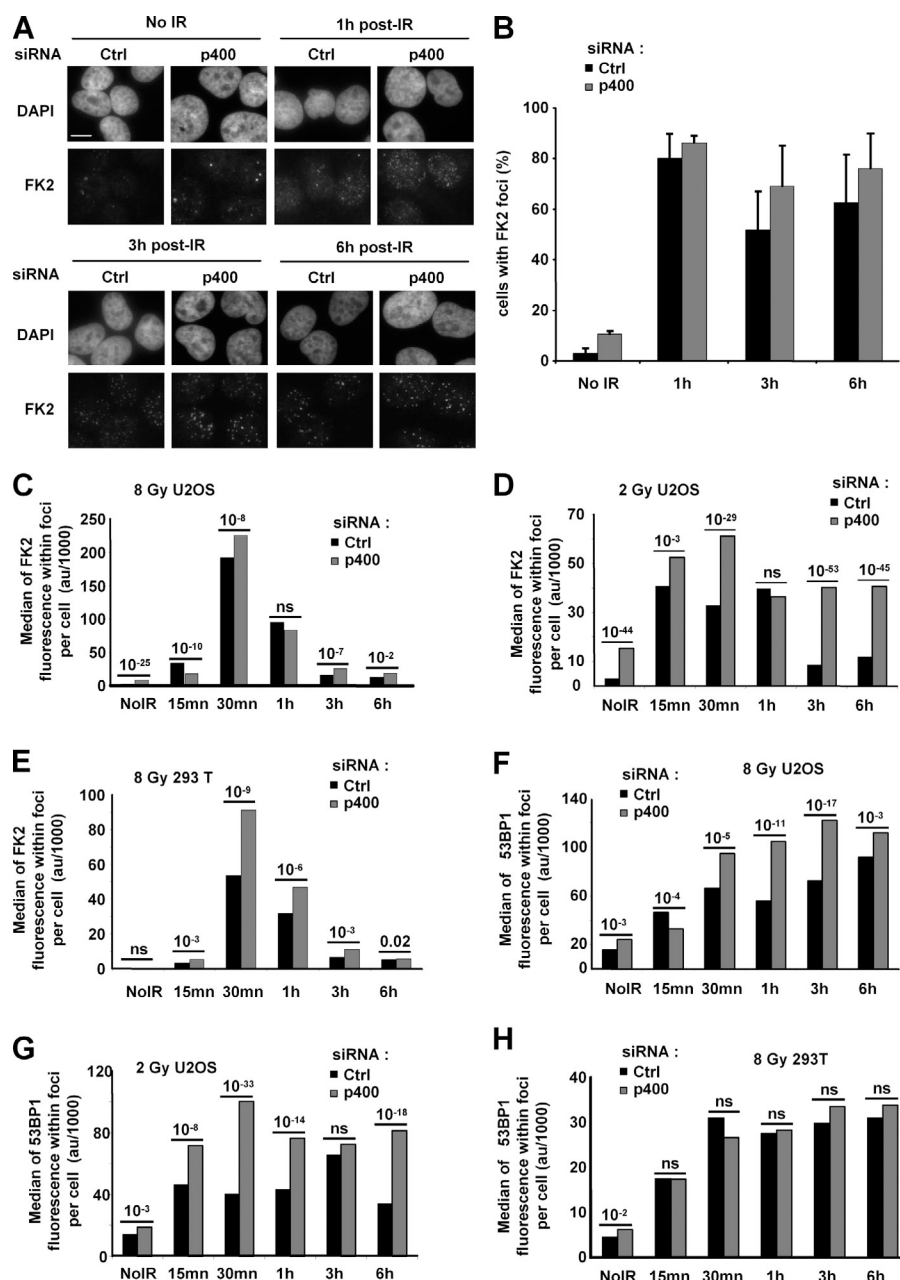 A
No IR
1h post-IR
siRNA
Ctrl
p400
Ctrl
p400
DAPI
FK2
3h post-IR
6h post-IR
siRNA
Ctrl
p400
Ctrl
p400
DAPI
FK2
B
siRNA :
Ctrl
p400
cells with FK2 foci (%)
100
80
60
40
20
0
No IR
1h
3h
6h
C
8 Gy U2OS
siRNA :
Ctrl
p400
Median of FK2
fluorescence within foci
per cell (au/1000)
250
200
150
100
50
0
10-25
10-10
10-8
ns
10-7
10-2
NoIR 15mn 30mn 1h 3h 6h
D
siRNA :
Ctrl
p400
2 Gy U2OS
Median of FK2
fluorescence within foci
per cell (au/1000)
70
50
30
10
0
10-44
10-3
10-29
ns
10-53
10-45
NoIR 15mn 30mn 1h 3h 6h
E
8 Gy 293 T
siRNA :
Ctrl
p400
Median of FK2
fluorescence within foci
per cell (au/1000)
100
80
60
40
20
0
ns
10-3
10-9
10-6
10-3
0.02
NoIR 15mn 30mn 1h 3h 6h
F
siRNA :
Ctrl
p400
8 Gy U2OS
Median of 53BP1
fluorescence within foci
per cell (au/1000)
140
100
60
20
0
10-3
10-4
10-5
10-11
10-17
10-3
NoIR 15mn 30mn 1h 3h 6h
G
2 Gy U2OS
siRNA :
Ctrl
p400
Median of 53BP1
fluorescence within foci
per cell (au/1000)
120
80
40
0
10-3
10-8
10-33
10-14
ns
10-18
NoIR 15mn 30mn 1h 3h 6h
H
siRNA :
Ctrl
p400
8 Gy 293T
Median of 53BP1
fluorescence within foci
per cell (au/1000)
40
30
20
10
0
10-2
ns
ns
ns
ns
ns
NoIR 15mn 30mn 1h 3h 6h